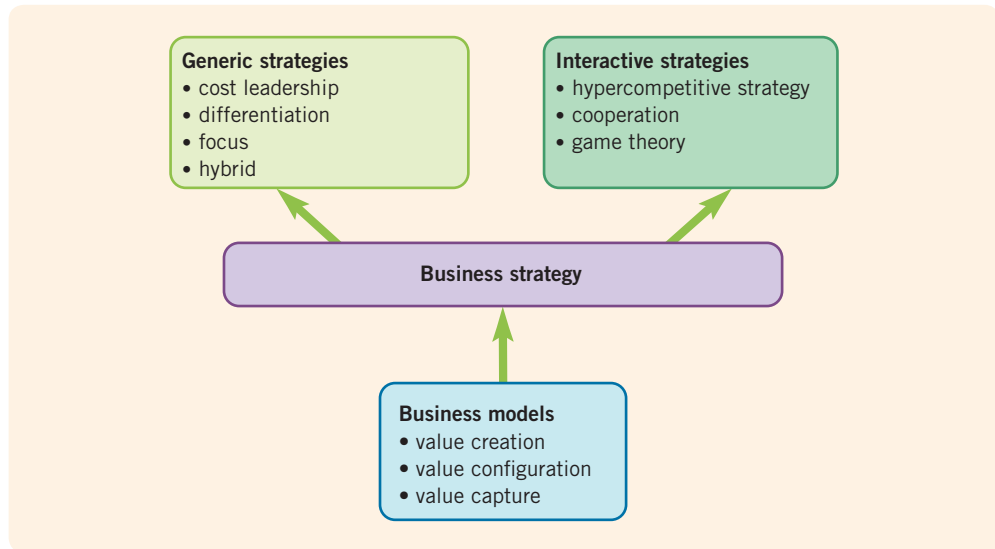 Generic strategies
• cost leadership
• differentiation
• focus
• hybrid
Interactive strategies
• hypercompetitive strategy
• cooperation
• game theory
Business strategy
Business models
• value creation
• value configuration
• value capture